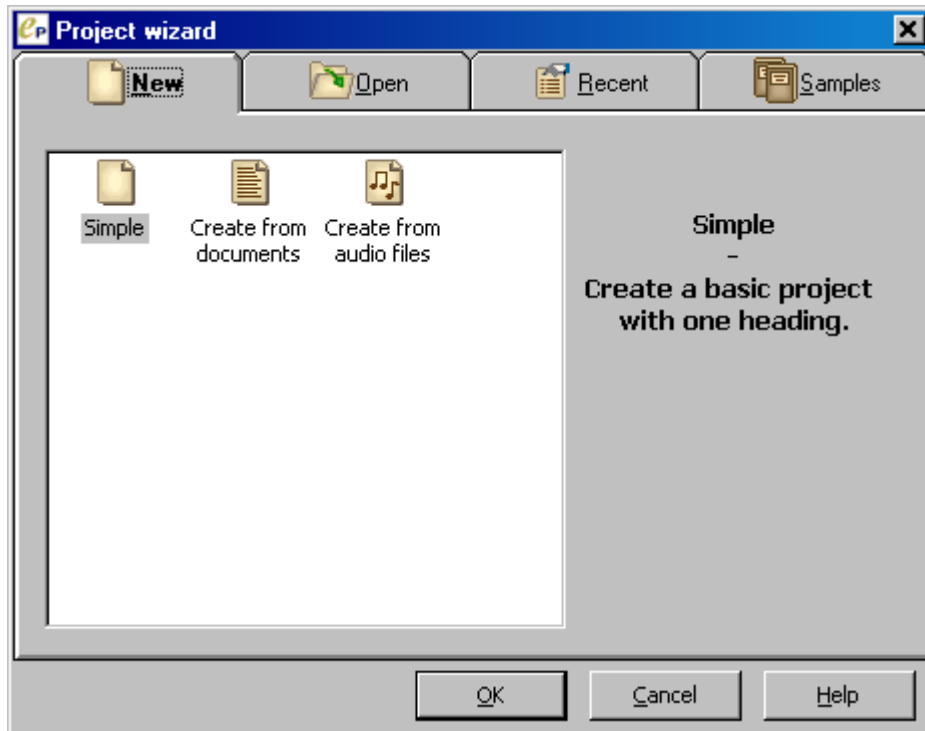 eP Project wizard
New Open Recent Samples
Simple
Create from
documents
Create from
audio files
Simple
-
Create a basic project
with one heading.
OK Cancel Help